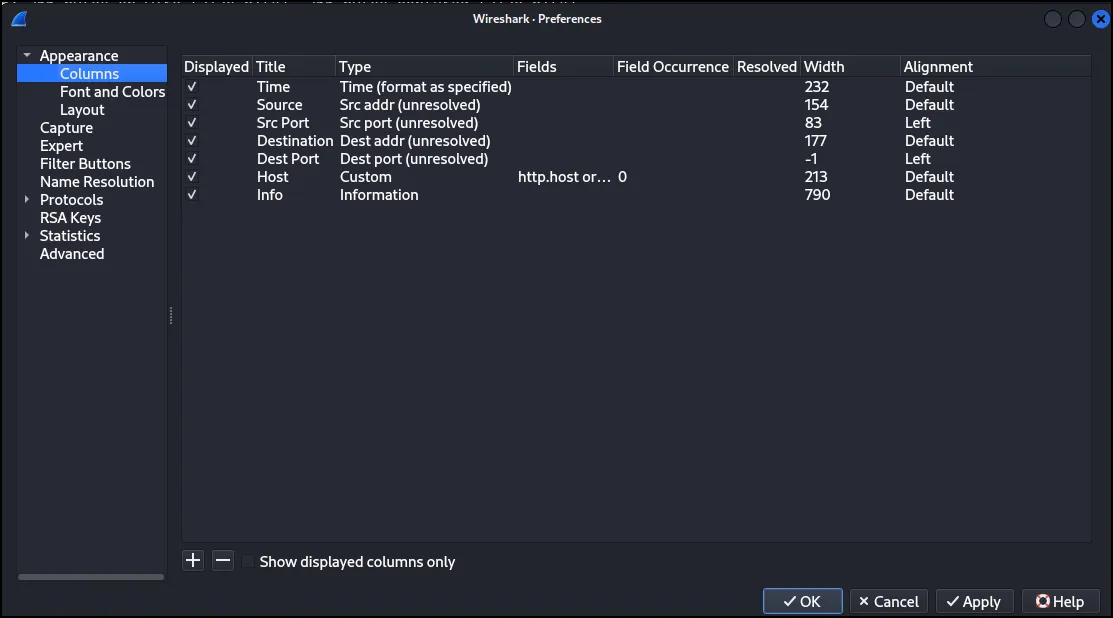 Wireshark · Preferences
Appearance
Columns
Font and Colors
Layout
Capture
Expert
Filter Buttons
Name Resolution
Protocols
RSA Keys
Statistics
Advanced
Displayed Title Type Fields Field Occurrence Resolved Width Alignment
Time Time (format as specified) 232 Default
Source Src addr (unresolved) 154 Default
Src Port Src port (unresolved) 83 Left
Destination Dest addr (unresolved) 177 Default
Dest Port Dest port (unresolved) -1 Left
Host Custom http.host or... 0 213 Default
Info Information 790 Default
Show displayed columns only
OK Cancel Apply Help